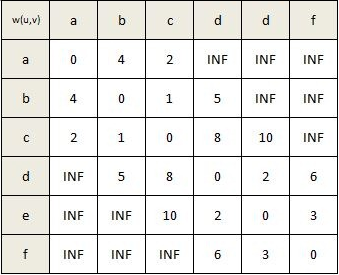 w(u,v) a b c d d f
a 0 4 2 INF INF INF
b 4 0 1 5 INF INF
c 2 1 0 8 10 INF
d INF 5 8 0 2 6
e INF INF 10 2 0 3
f INF INF INF 6 3 0